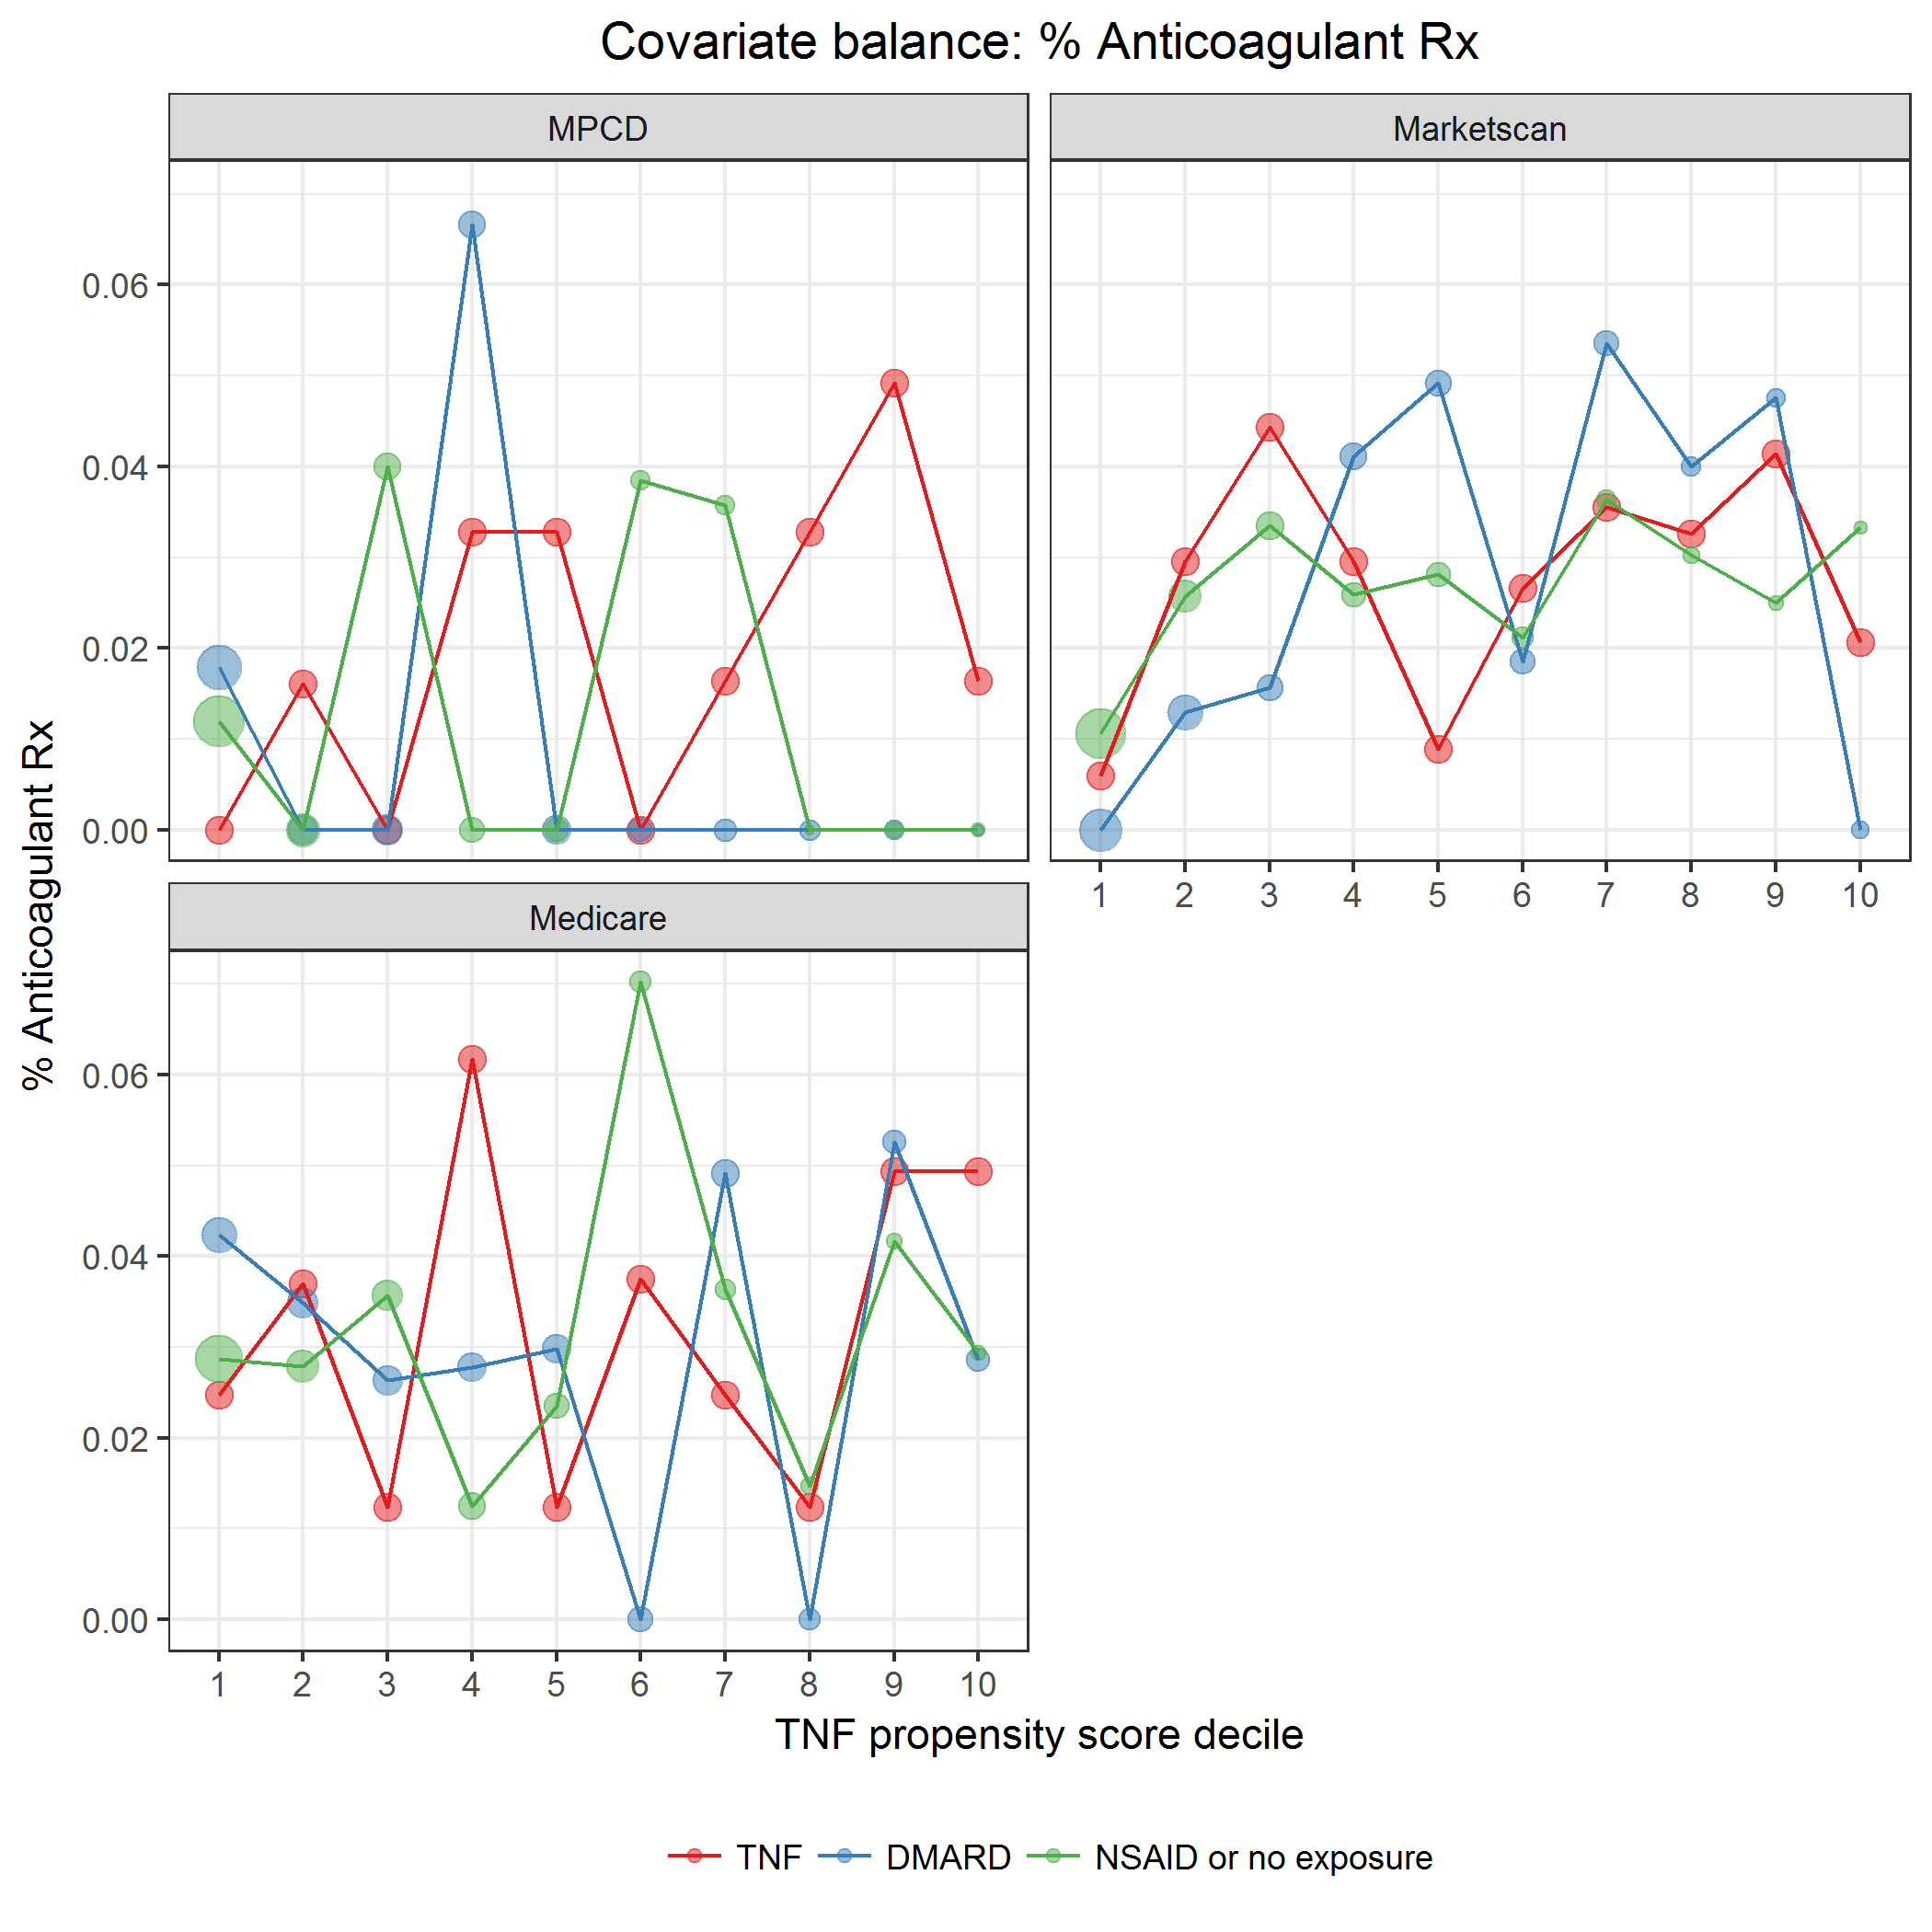 Covariate balance: % Anticoagulant Rx
MPCD
Marketscan
0.06
0.04
0.02
0.00
1 2 3 4 5 6 7 8 9 10
Medicare
% Anticoagulant Rx
0.06
0.04
0.02
0.00
1 2 3 4 5 6 7 8 9 10
TNF propensity score decile
TNF DMARD NSAID or no exposure